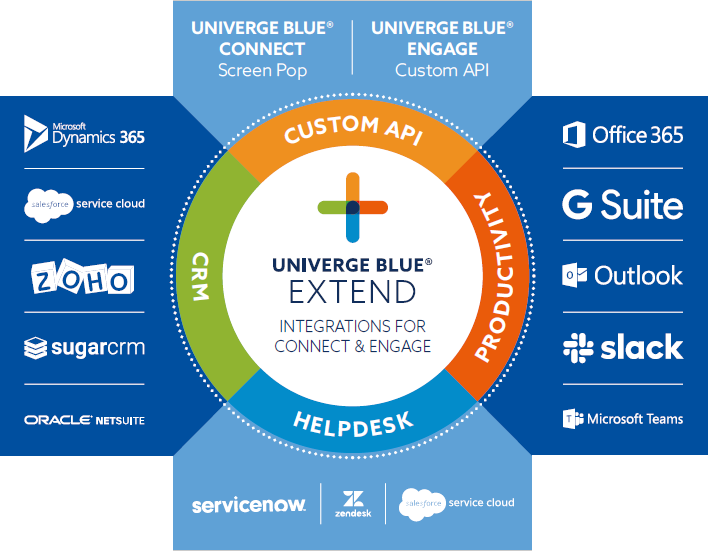 UNIVERGE BLUE®
CONNECT
Screen Pop
UNIVERGE BLUE®
ENGAGE
Custom API
CUSTOM API
Microsoft
Dynamics 365
salesforce service cloud
ZOHO
sugarcrm
ORACLE® NETSUITE
CRM
UNIVERGE BLUE®
EXTEND
INTEGRATIONS FOR
CONNECT & ENGAGE
PRODUCTIVITY
Office 365
G Suite
Outlook
slack
Microsoft Teams
HELPDESK
servicenow
zendesk
salesforce service cloud